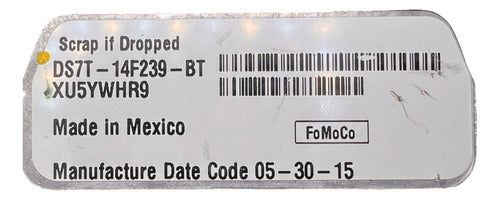 Scrap if Dropped
DS7T-14F239-BT
XU5YWHR9
Made in Mexico
FoMoCo
Manufacture Date Code 05-30-15